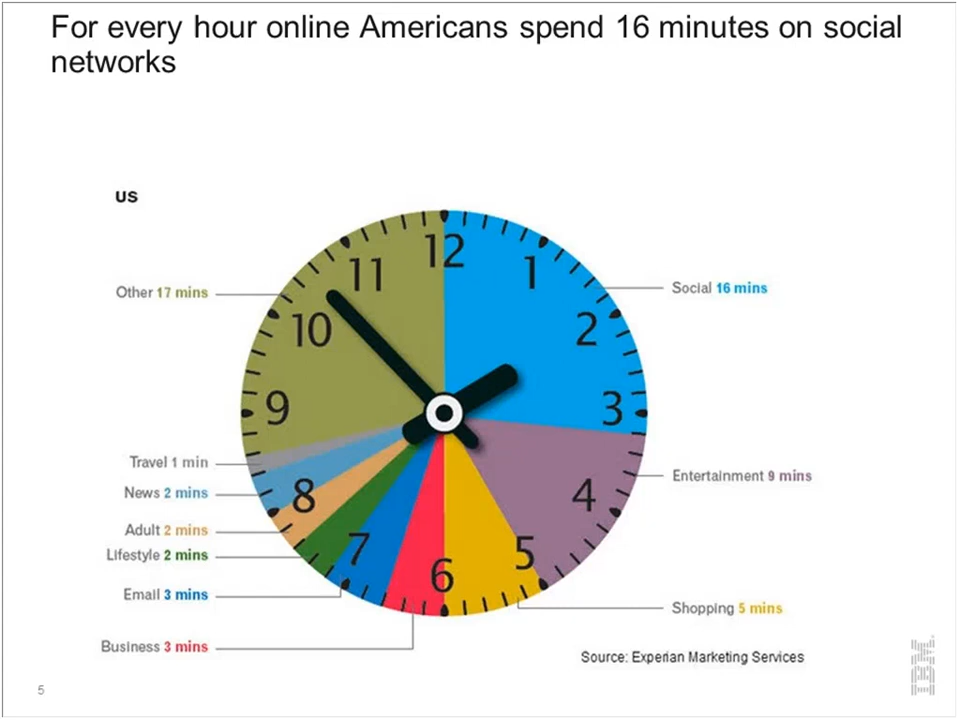 For every hour online Americans spend 16 minutes on social
networks
US
12
1
2
3
4
5
6
7
8
9
10
11
Social 16 mins
Entertainment 9 mins
Shopping 5 mins
Business 3 mins
Email 3 mins
Lifestyle 2 mins
Adult 2 mins
News 2 mins
Travel 1 min
Other 17 mins
Source: Experian Marketing Services
5
IBM